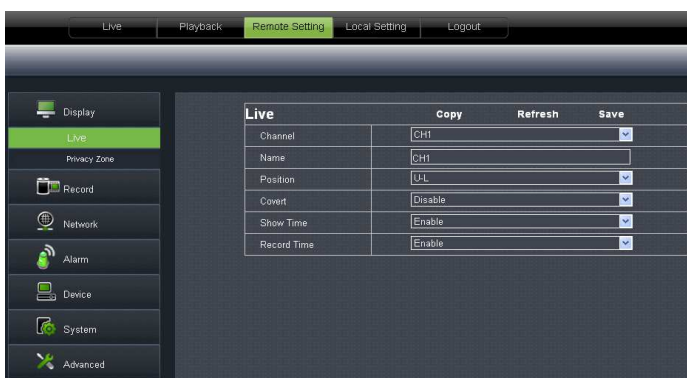 Live Playback Remote Setting Local Setting Logout
Display
Live
Privacy Zone
Record
Network
Alarm
Device
System
Advanced
Live Copy Refresh Save
Channel CH1
Name CH1
Position U-L
Covert Disable
Show Time Enable
Record Time Enable